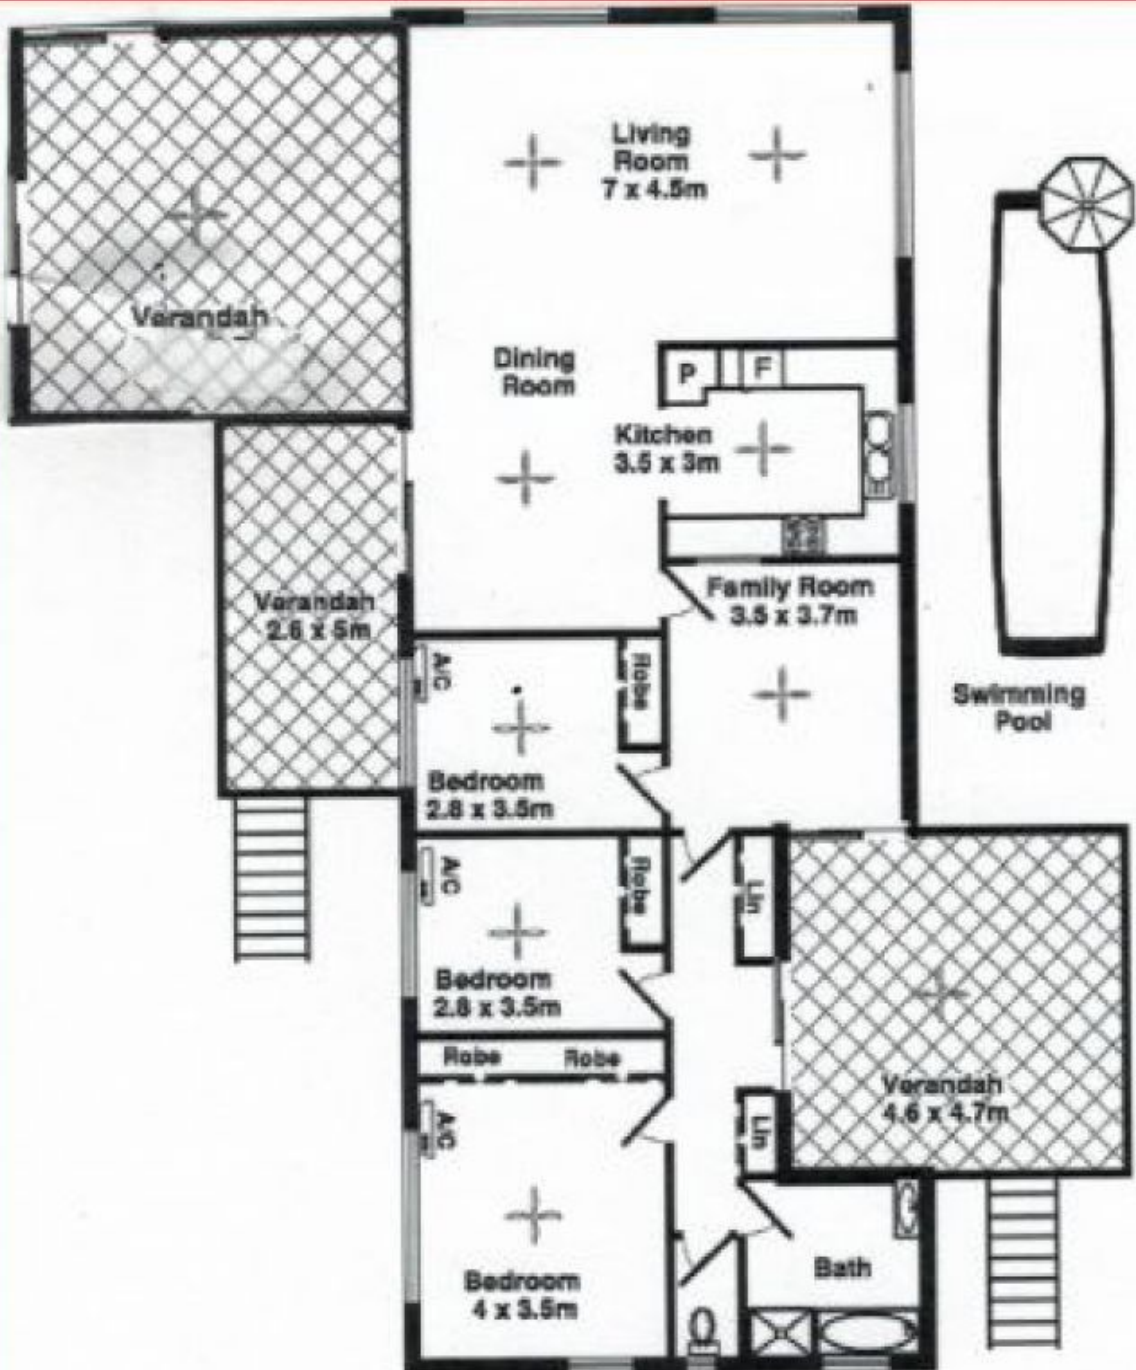 Living
Room
7 x 4.5m
Verandah
Dining
Room
P
F
Kitchen
3.5 x 3m
Family Room
3.5 x 3.7m
Verandah
2.6 x 5m
A/C
Robe
Swimming
Pool
Bedroom
2.8 x 3.5m
A/C
Robe
Lin
Bedroom
2.8 x 3.5m
Robe
Robe
Verandah
4.6 x 4.7m
A/C
Lin
Bedroom
4 x 3.5m
Bath